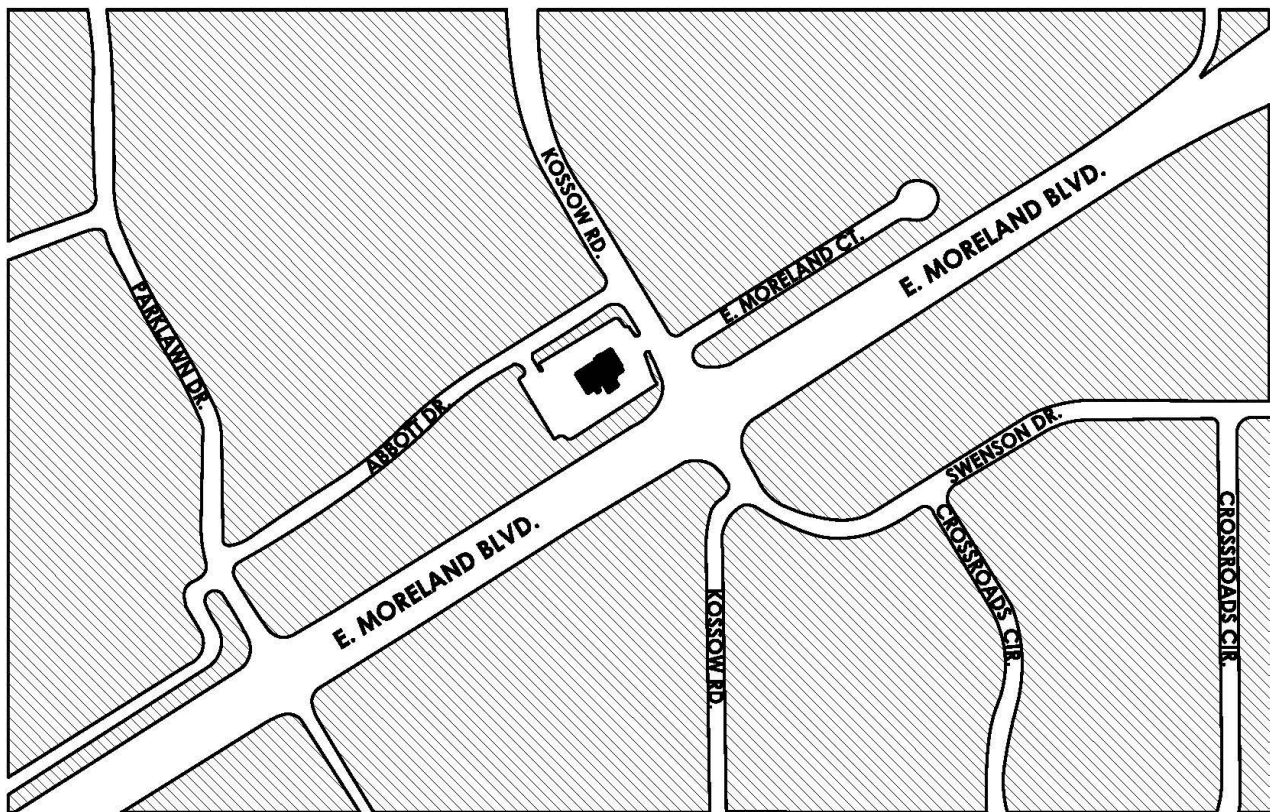 KOSSOW RD.
E. MORELAND BLVD.
E. MORELAND CT.
PARKLAWN DR.
ABBOTT DR.
SWENSON DR.
E. MORELAND BLVD.
CROSSROADS CIR.
CROSSROADS CIR.
KOSSOW RD.